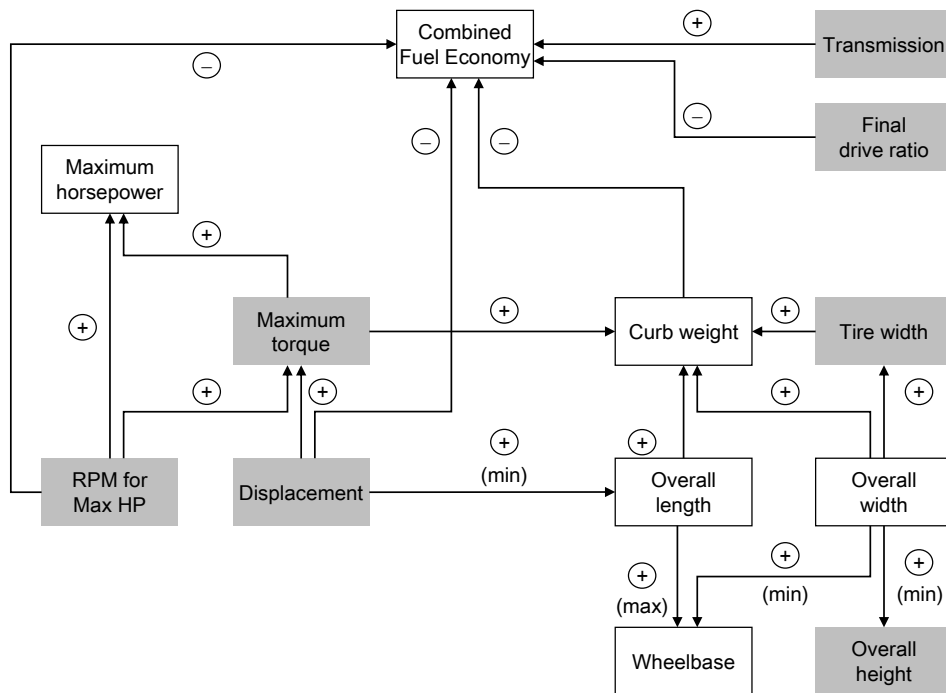 Combined
Fuel Economy
+
Transmission
−
−
−
−
Final
drive ratio
Maximum
horsepower
+
+
Maximum
torque
+
Curb weight
+
Tire width
+
+
+
+
(min)
+
+
RPM for
Max HP
Displacement
Overall
length
Overall
width
+
(max)
+
(min)
+
(min)
Wheelbase
Overall
height